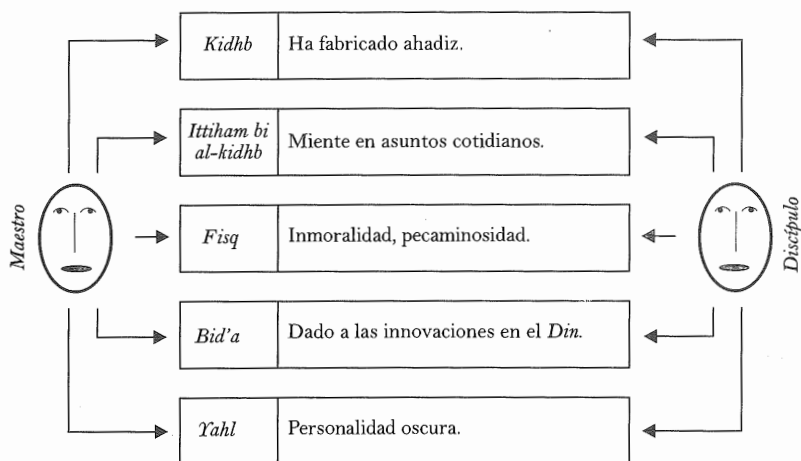 Kidhb Ha fabricado ahadiz.
Ittiham bi
al-kidhb Miente en asuntos cotidianos.
Maestro
Fisq Inmoralidad, pecaminosidad.
Discípulo
Bid'a Dado a las innovaciones en el Din.
Yahl Personalidad oscura.